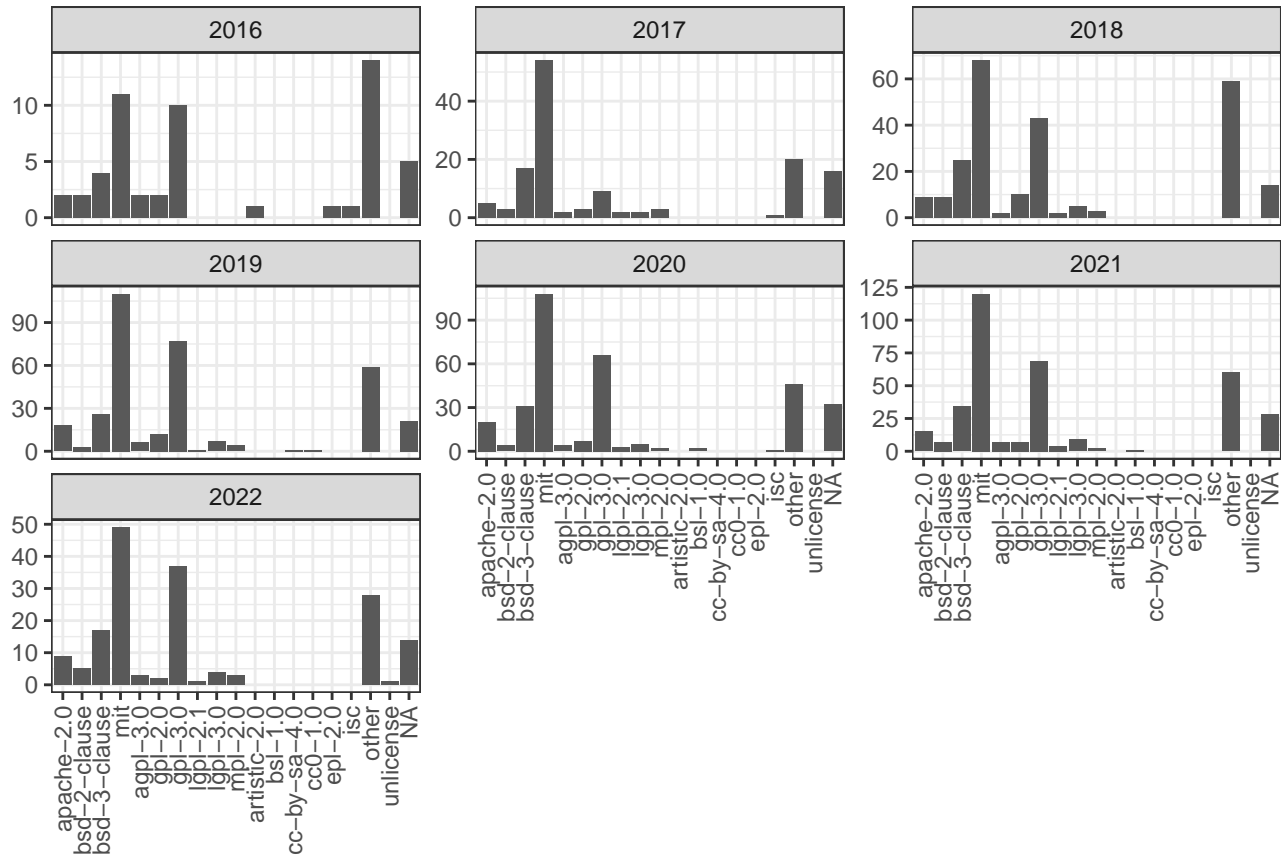 2016
2017
2018
10
5
0
40
20
0
60
40
20
0
2019
2020
2021
90
60
30
0
90
60
30
0
125
100
75
50
25
0
2022
50
40
30
20
10
0
apache−2.0
bsd−2−clause
bsd−3−clause
mit
agpl−3.0
gpl−2.0
gpl−3.0
lgpl−2.1
lgpl−3.0
mpl−2.0
artistic−2.0
bsl−1.0
cc−by−sa−4.0
cc0−1.0
epl−2.0
isc
other
unlicense
NA
apache−2.0
bsd−2−clause
bsd−3−clause
mit
agpl−3.0
gpl−2.0
gpl−3.0
lgpl−2.1
lgpl−3.0
mpl−2.0
artistic−2.0
bsl−1.0
cc−by−sa−4.0
cc0−1.0
epl−2.0
isc
other
unlicense
NA
apache−2.0
bsd−2−clause
bsd−3−clause
mit
agpl−3.0
gpl−2.0
gpl−3.0
lgpl−2.1
lgpl−3.0
mpl−2.0
artistic−2.0
bsl−1.0
cc−by−sa−4.0
cc0−1.0
epl−2.0
isc
other
unlicense
NA